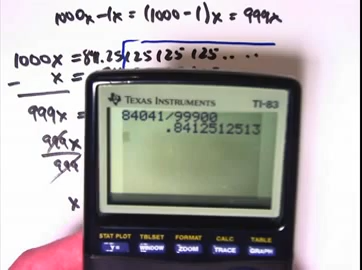 1000x - 1x = (1000 - 1)x = 999x
1000x = 84.25125125125....
- x =
999x =
999x
999
x
TEXAS INSTRUMENTS TI-83
84041/99900
.8412512513
STAT PLOT TBLSET FORMAT CALC TABLE
Y= WINDOW ZOOM TRACE GRAPH